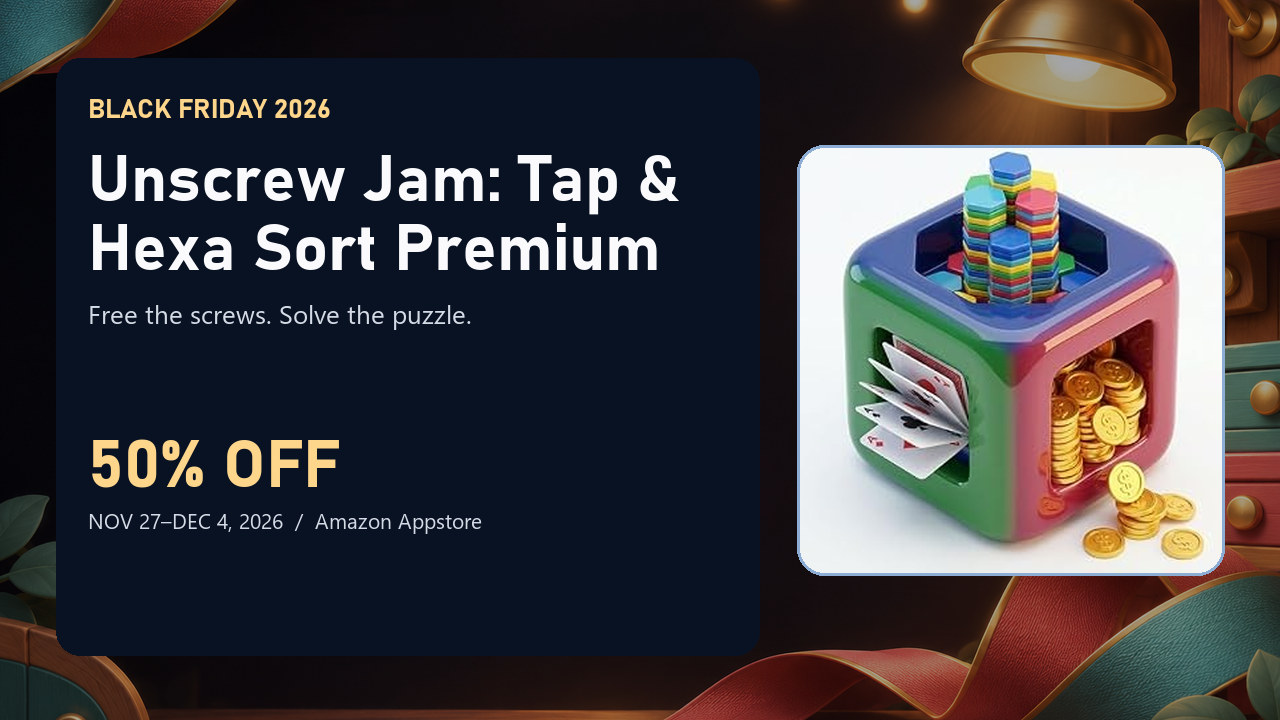 BLACK FRIDAY 2026
Unscrew Jam: Tap &
Hexa Sort Premium
Free the screws. Solve the puzzle.
50% OFF
NOV 27–DEC 4, 2026 / Amazon Appstore